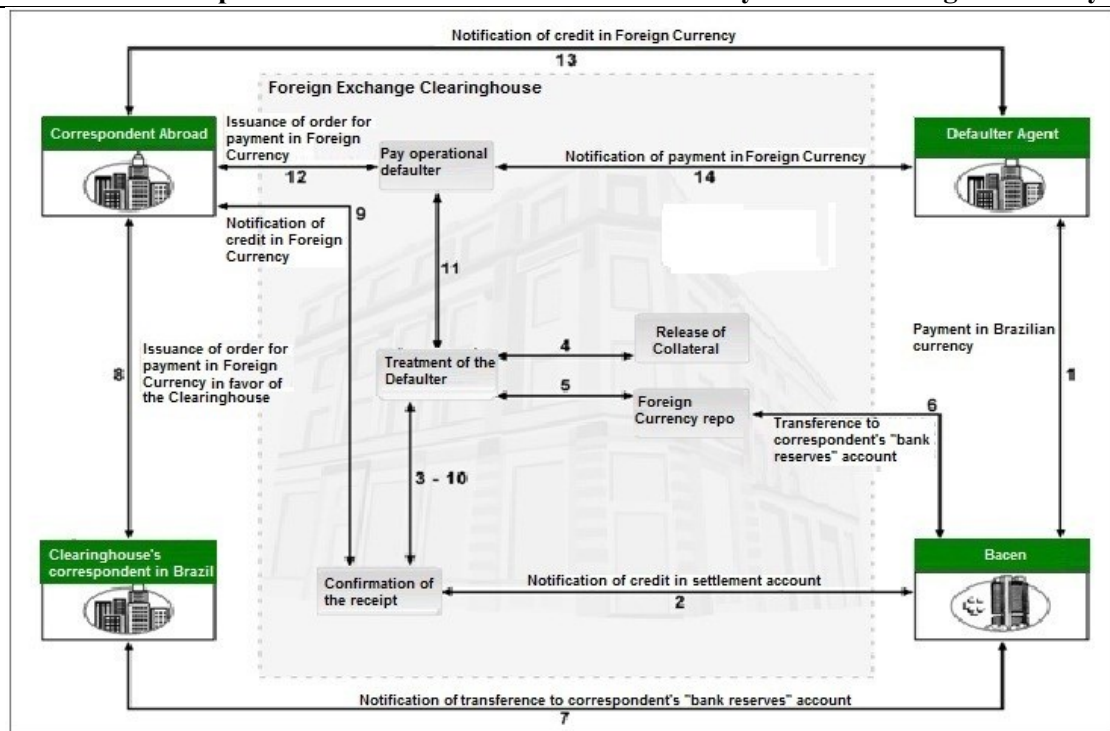 Notification of credit in Foreign Currency
13
Foreign Exchange Clearinghouse
Correspondent Abroad
Issuance of order for
payment in Foreign
Currency
12
Pay operational
defaulter
Notification of payment in Foreign Currency
14
Defaulter Agent
9
Notification of
credit in Foreign
Currency
11
8
Issuance of order for
payment in Foreign
Currency in favor of
the Clearinghouse
Treatment of the
Defaulter
4
Release of
Collateral
5
Foreign
Currency repo
Payment in Brazilian
currency
1
6
Transference to
correspondent's "bank
reserves" account
3 - 10
Clearinghouse's
correspondent in Brazil
Confirmation of
the receipt
Notification of credit in settlement account
2
Bacen
Notification of transference to correspondent's "bank reserves" account
7